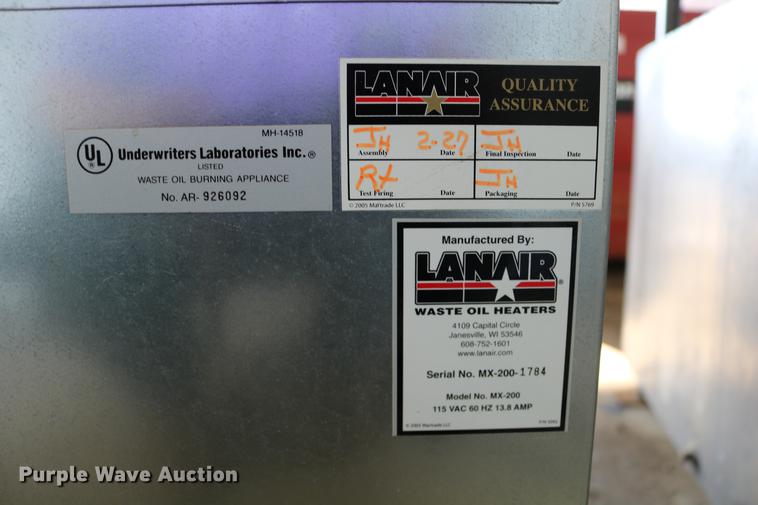 MH-14518
UL
Underwriters Laboratories Inc.®
LISTED
WASTE OIL BURNING APPLIANCE
No. AR- 926092
LANAIR
QUALITY
ASSURANCE
JH 2-27 JH
Assembly Date Final Inspection Date
RX JH
Test Firing Date Packaging Date
© 2005 Maltrade LLC P/N 5769
Manufactured By:
LANAIR®
WASTE OIL HEATERS
4109 Capital Circle
Janesville, WI 53546
608-752-1601
www.lanair.com
Serial No. MX-200-1784
Model No. MX-200
115 VAC 60 HZ 13.8 AMP
© 2005 Maltrade LLC
Purple Wave Auction